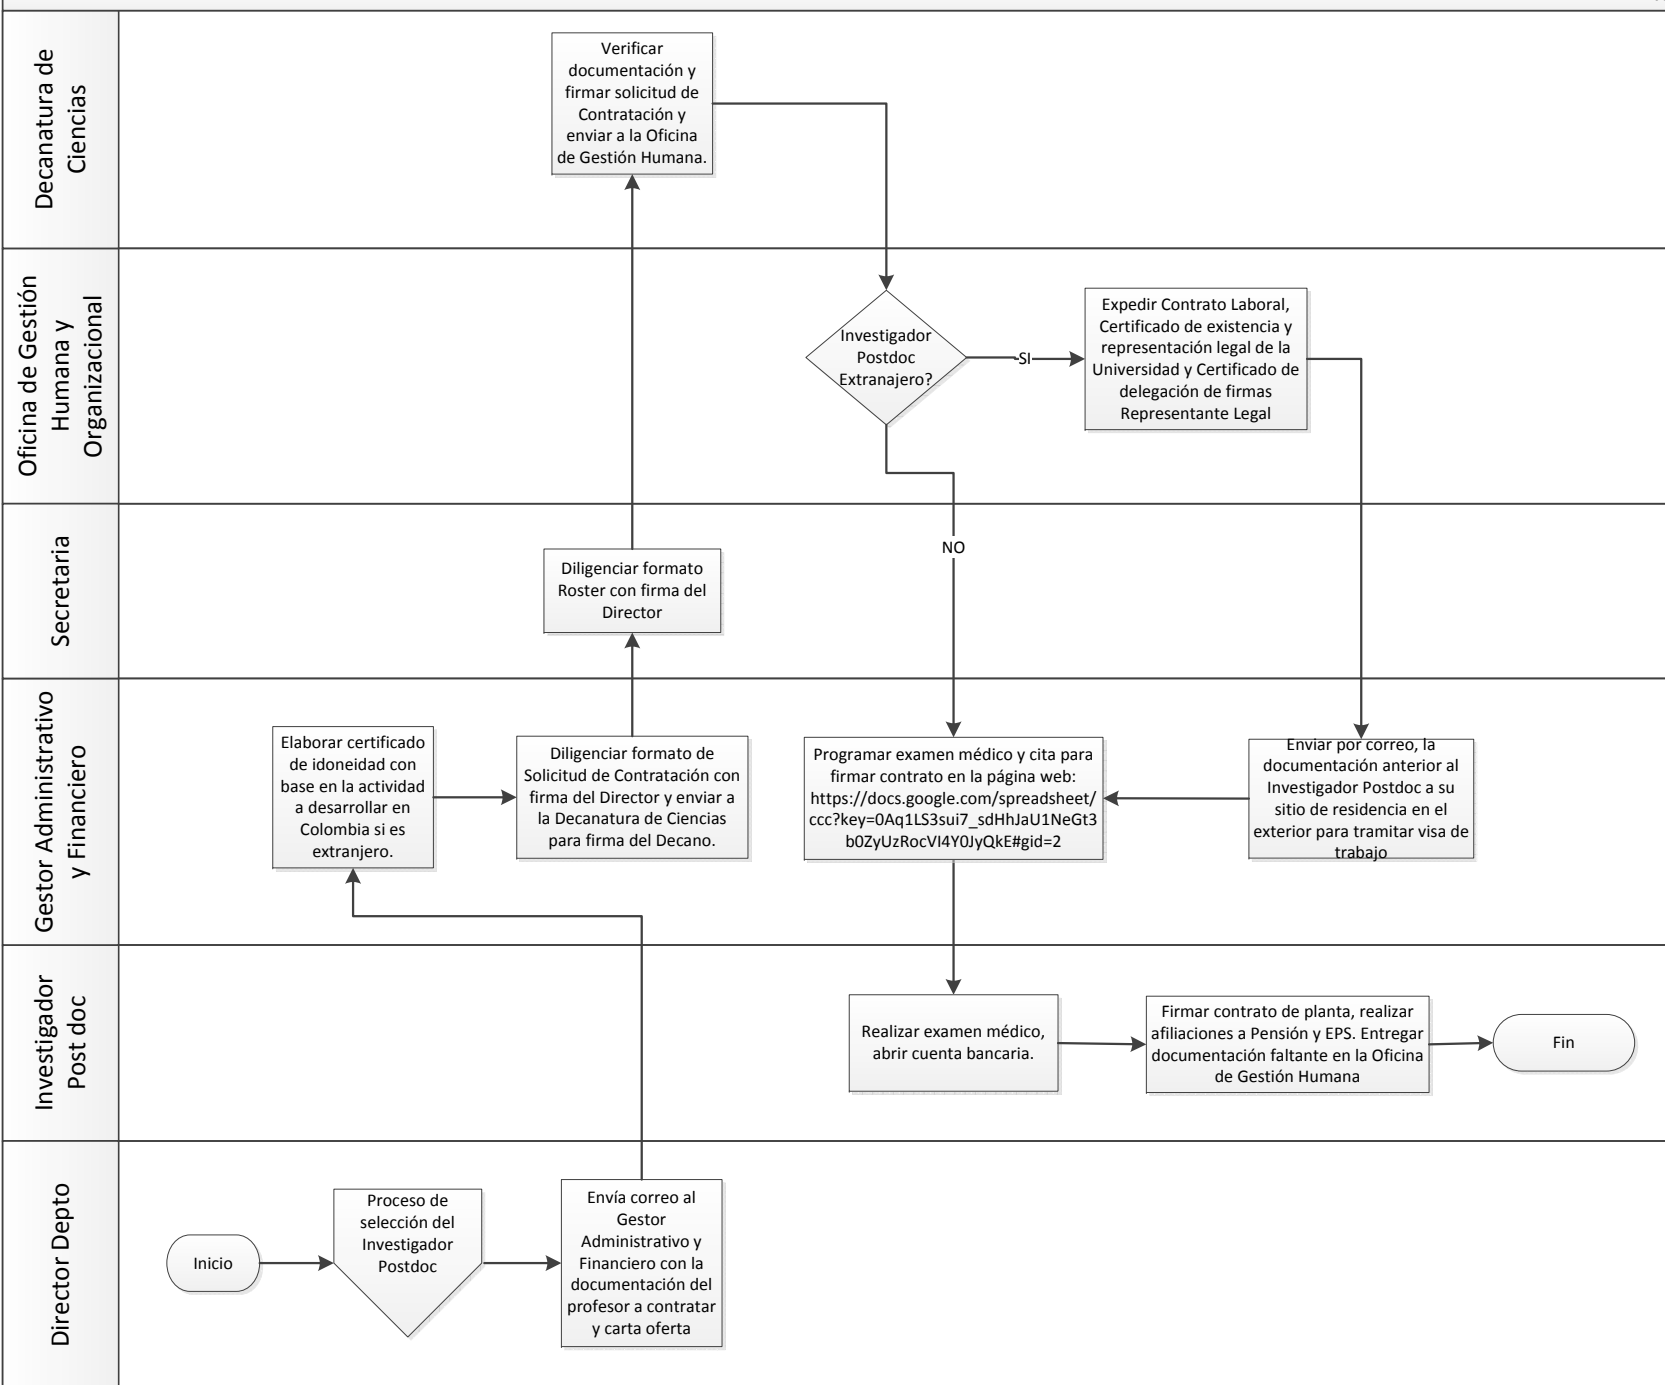 Decanatura de
Ciencias
Verificar
documentación y
firmar solicitud de
Contratación y
enviar a la Oficina
de Gestión Humana.
Oficina de Gestión
Humana y
Organizacional
Investigador
Postdoc
Extranajero?
SI
Expedir Contrato Laboral,
Certificado de existencia y
representación legal de la
Universidad y Certificado de
delegación de firmas
Representante Legal
Secretaria
Diligenciar formato
Roster con firma del
Director
NO
Gestor Administrativo
y Financiero
Elaborar certificado
de idoneidad con
base en la actividad
a desarrollar en
Colombia si es
extranjero.
Diligenciar formato de
Solicitud de Contratación con
firma del Director y enviar a
la Decanatura de Ciencias
para firma del Decano.
Programar examen médico y cita para
firmar contrato en la página web:
https://docs.google.com/spreadsheet/
ccc?key=0Aq1LS3sui7_sdHhJaU1NeGt3
b0ZyUzRocVI4Y0JyQkE#gid=2
Enviar por correo, la
documentación anterior al
Investigador Postdoc a su
sitio de residencia en el
exterior para tramitar visa de
trabajo
Investigador
Post doc
Realizar examen médico,
abrir cuenta bancaria.
Firmar contrato de planta, realizar
afiliaciones a Pensión y EPS. Entregar
documentación faltante en la Oficina
de Gestión Humana
Fin
Director Depto
Inicio
Proceso de
selección del
Investigador
Postdoc
Envía correo al
Gestor
Administrativo y
Financiero con la
documentación del
profesor a contratar
y carta oferta